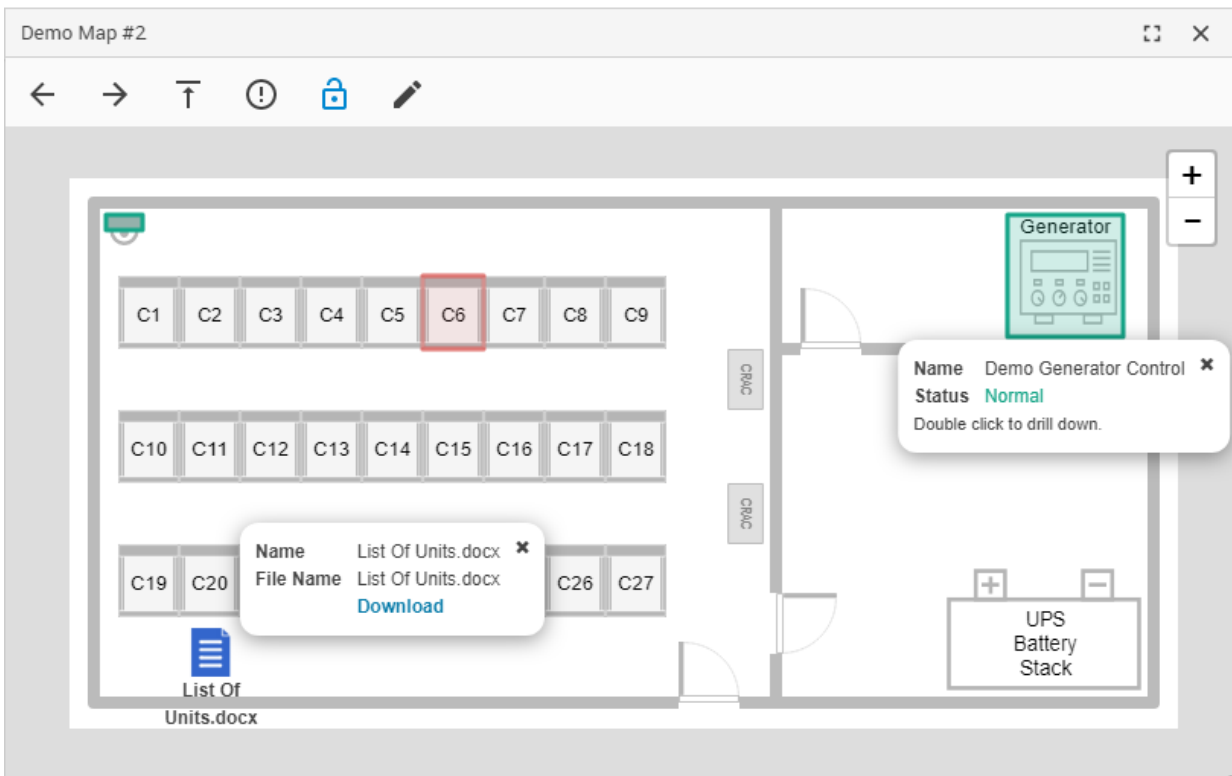 Demo Map #2
+
−
Generator
C1 C2 C3 C4 C5 C6 C7 C8 C9
CRAC
Name Demo Generator Control
Status Normal
Double click to drill down.
C10 C11 C12 C13 C14 C15 C16 C17 C18
CRAC
Name List Of Units.docx
File Name List Of Units.docx
Download
C19 C20 C26 C27
UPS
Battery
Stack
List Of
Units.docx